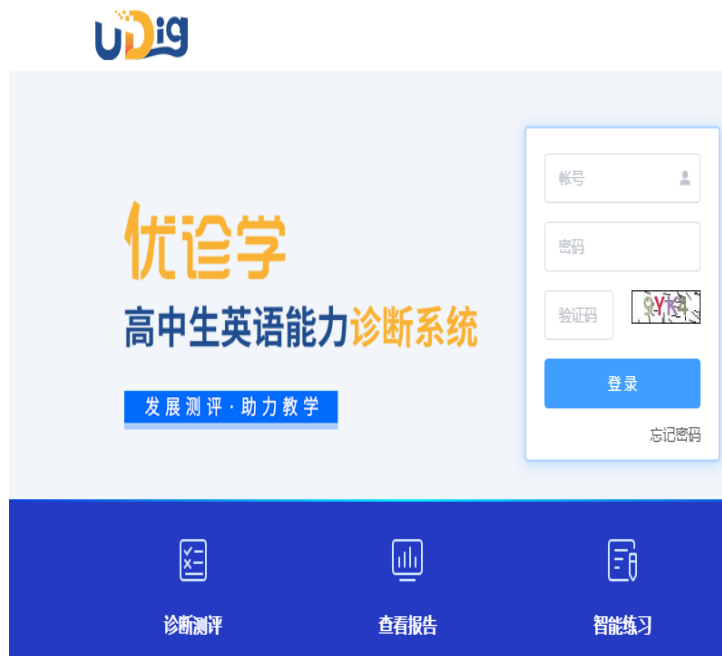 UDig
优诊学
高中生英语能力诊断系统
发展测评·助力教学
帐号
密码
验证码
登录
忘记密码
诊断测评
查看报告
智能练习